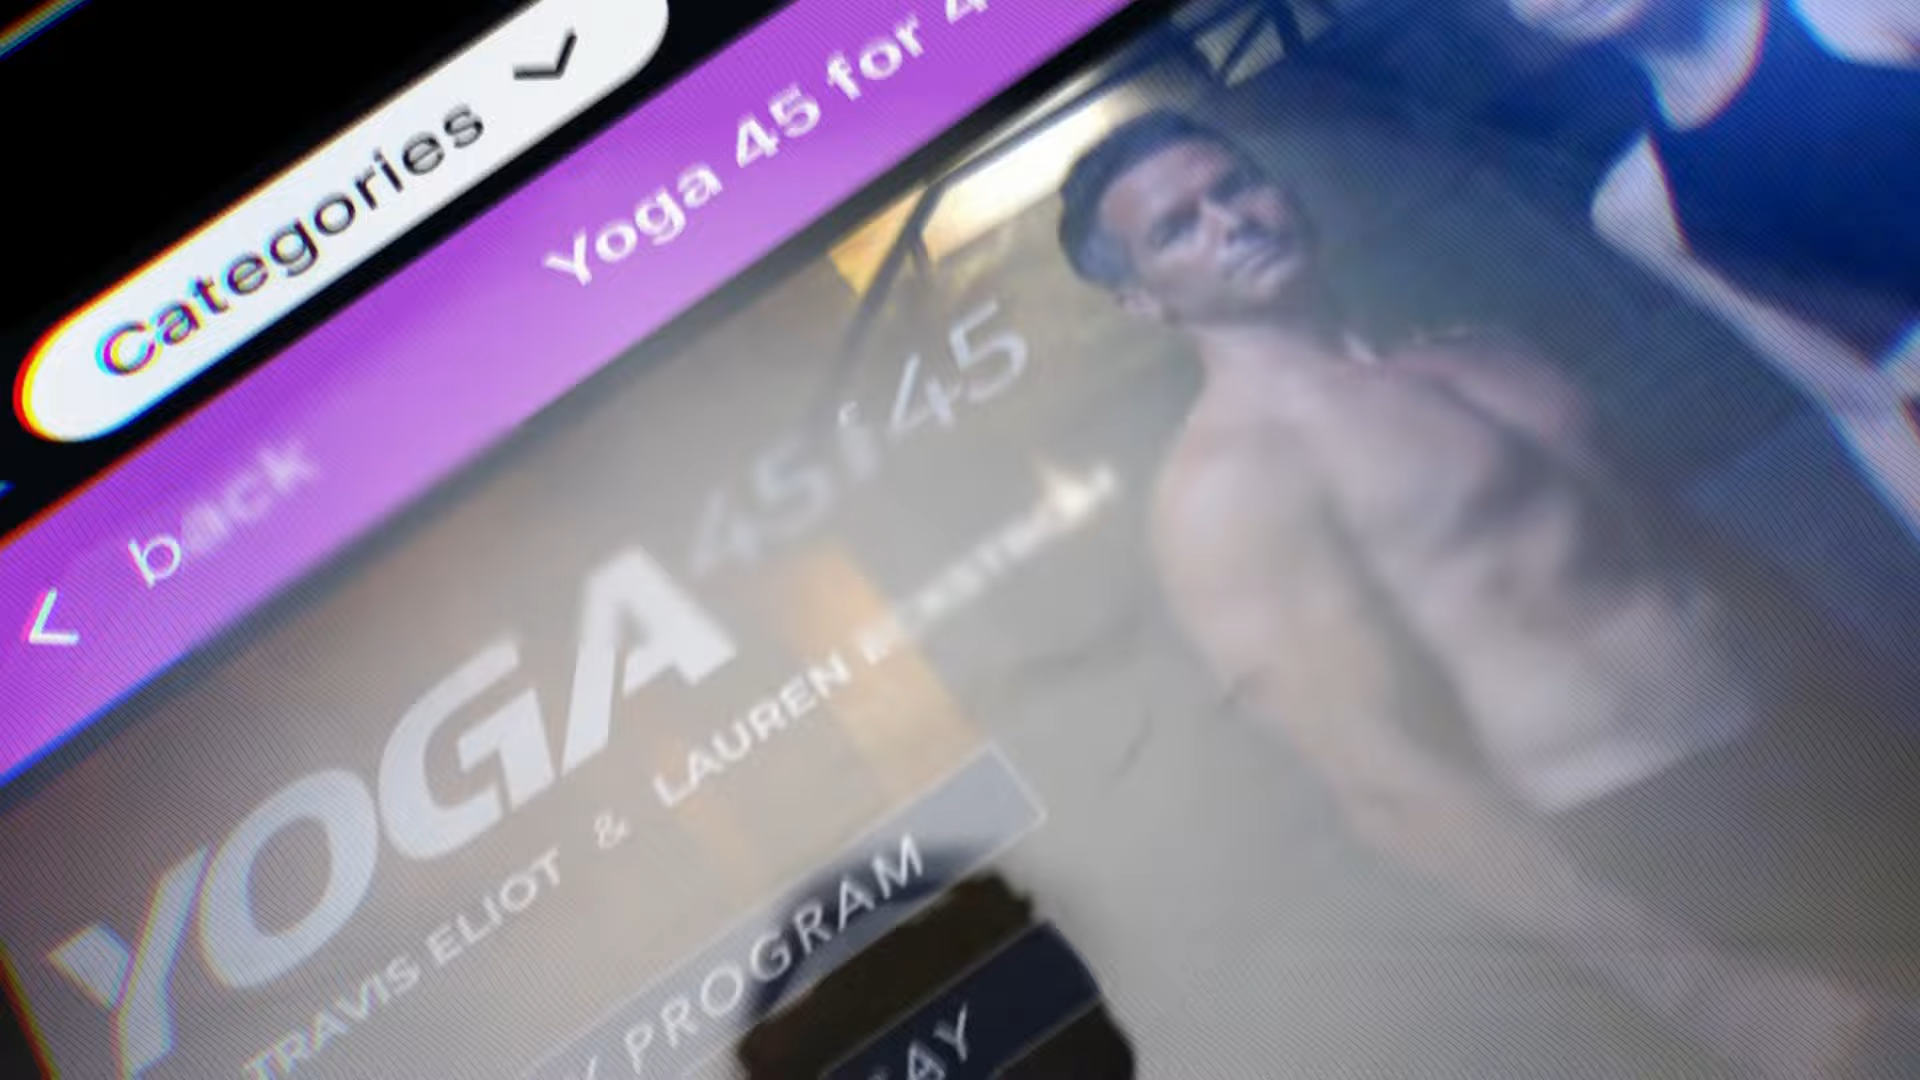 Categories
Yoga 45 for
back
YOGA 45 f 45
TRAVIS ELIOT & LAUREN
PROGRAM